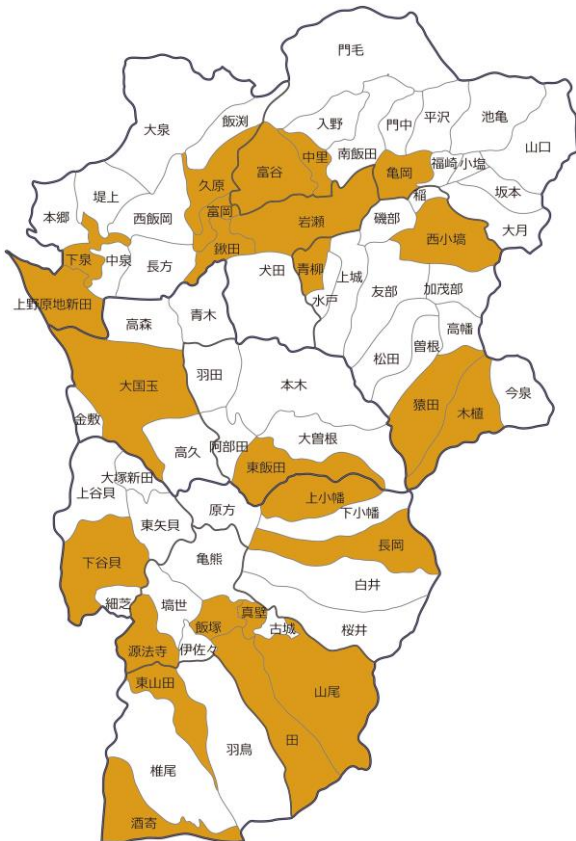 門毛
大泉
飯渕
入野
門中
平沢
池亀
山口
中里
南飯田
亀岡
福崎
小塩
富谷
久原
堤上
本郷
西飯岡
富岡
岩瀬
稲
磯部
坂本
大月
西小塙
鍬田
下泉
中泉
長方
犬田
青柳
上城
水戸
友部
加茂部
上野原地新田
高森
青木
曽根
高幡
松田
大国玉
羽田
本木
猿田
木植
今泉
金敷
高久
阿部田
大曽根
東飯田
大塚新田
上谷貝
東矢貝
原方
上小幡
下小幡
長岡
下谷貝
亀熊
白井
細芝
塙世
飯塚
真壁
古城
桜井
源法寺
伊佐々
東山田
山尾
田
羽鳥
椎尾
酒寄